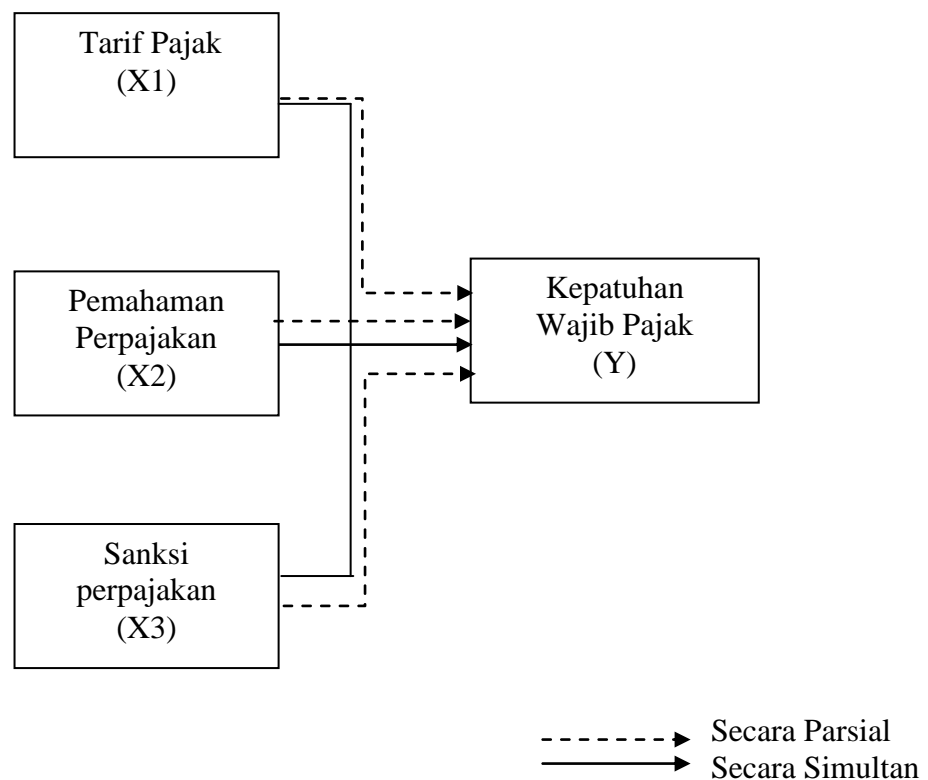 Tarif Pajak
(X1)
Pemahaman
Perpajakan
(X2)
Kepatuhan
Wajib Pajak
(Y)
Sanksi
perpajakan
(X3)
Secara Parsial
Secara Simultan